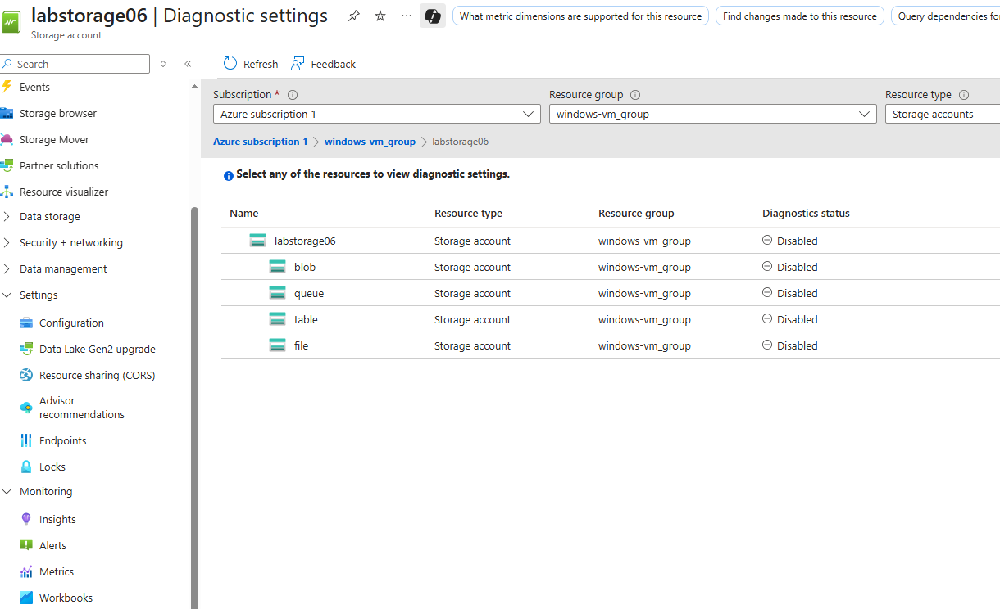 labstorage06 | Diagnostic settings
What metric dimensions are supported for this resource
Find changes made to this resource
Query dependencies for
Storage account
Search
Refresh
Feedback
Events
Storage browser
Storage Mover
Partner solutions
Resource visualizer
Data storage
Security + networking
Data management
Settings
Configuration
Data Lake Gen2 upgrade
Resource sharing (CORS)
Advisor
recommendations
Endpoints
Locks
Monitoring
Insights
Alerts
Metrics
Workbooks
Subscription * Resource group Resource type
Azure subscription 1 windows-vm_group Storage accounts
Azure subscription 1 > windows-vm_group > labstorage06
Select any of the resources to view diagnostic settings.
Name Resource type Resource group Diagnostics status
labstorage06 Storage account windows-vm_group Disabled
blob Storage account windows-vm_group Disabled
queue Storage account windows-vm_group Disabled
table Storage account windows-vm_group Disabled
file Storage account windows-vm_group Disabled